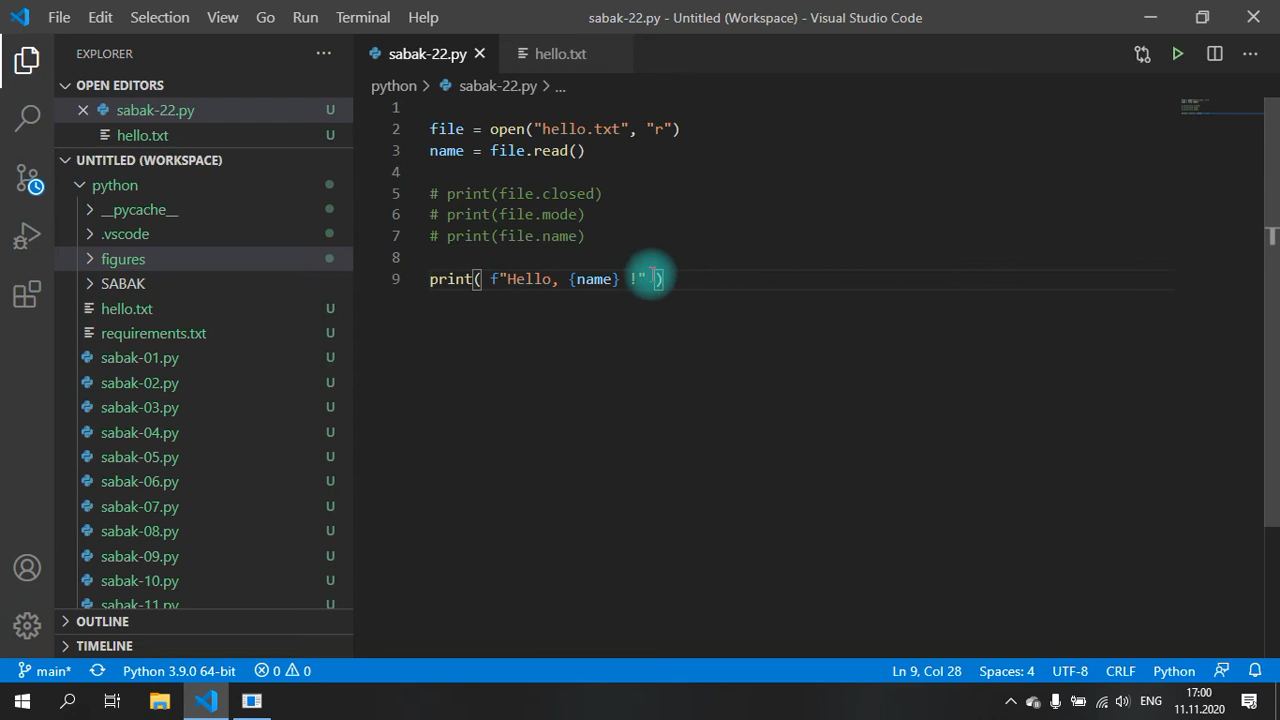 File Edit Selection View Go Run Terminal Help sabak-22.py - Untitled (Workspace) - Visual Studio Code
EXPLORER ···
OPEN EDITORS
sabak-22.py U
hello.txt U
UNTITLED (WORKSPACE)
python
__pycache__
.vscode
figures
SABAK
hello.txt U
requirements.txt U
sabak-01.py U
sabak-02.py U
sabak-03.py U
sabak-04.py U
sabak-05.py U
sabak-06.py U
sabak-07.py U
sabak-08.py U
sabak-09.py U
sabak-10.py U
sabak-11.py U
OUTLINE
TIMELINE
sabak-22.py hello.txt ···
python > sabak-22.py > ...
1
2 file = open("hello.txt", "r")
3 name = file.read()
4
5 # print(file.closed)
6 # print(file.mode)
7 # print(file.name)
8
9 print( f"Hello, {name} !" )
main* Python 3.9.0 64-bit 0 0 Ln 9, Col 28 Spaces: 4 UTF-8 CRLF Python
ENG 17:00
11.11.2020